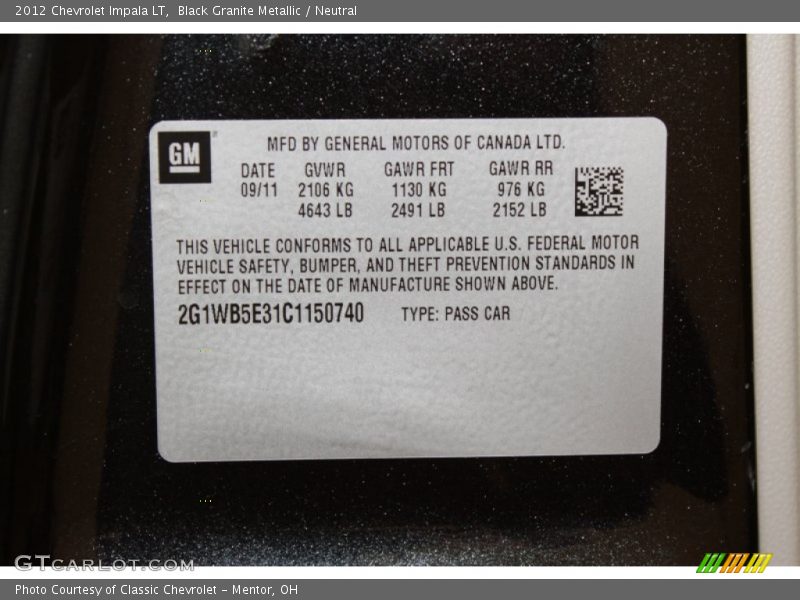 2012 Chevrolet Impala LT, Black Granite Metallic / Neutral
GM
MFD BY GENERAL MOTORS OF CANADA LTD.
DATE GVWR GAWR FRT GAWR RR
09/11 2106 KG 1130 KG 976 KG
4643 LB 2491 LB 2152 LB
THIS VEHICLE CONFORMS TO ALL APPLICABLE U.S. FEDERAL MOTOR
VEHICLE SAFETY, BUMPER, AND THEFT PREVENTION STANDARDS IN
EFFECT ON THE DATE OF MANUFACTURE SHOWN ABOVE.
2G1WB5E31C1150740 TYPE: PASS CAR
GTCARLOT.COM
Photo Courtesy of Classic Chevrolet - Mentor, OH